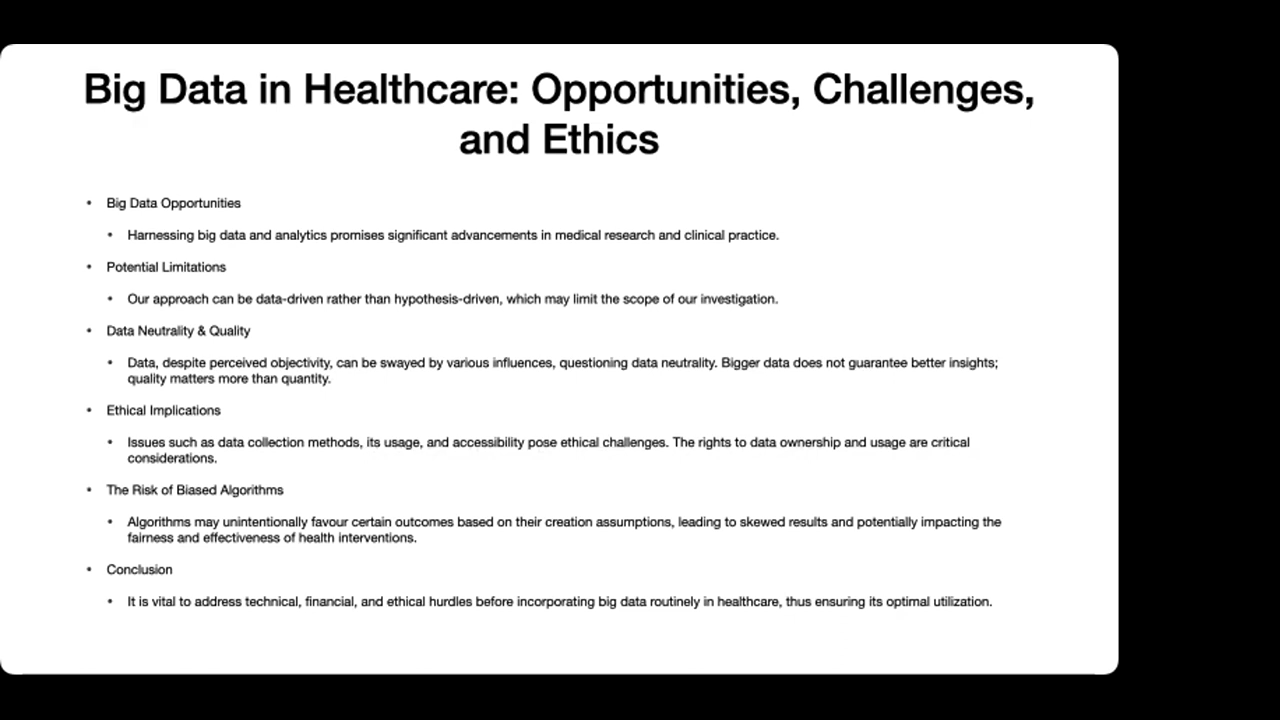 Big Data in Healthcare: Opportunities, Challenges,
and Ethics
• Big Data Opportunities
• Harnessing big data and analytics promises significant advancements in medical research and clinical practice.
• Potential Limitations
• Our approach can be data-driven rather than hypothesis-driven, which may limit the scope of our investigation.
• Data Neutrality & Quality
• Data, despite perceived objectivity, can be swayed by various influences, questioning data neutrality. Bigger data does not guarantee better insights;
quality matters more than quantity.
• Ethical Implications
• Issues such as data collection methods, its usage, and accessibility pose ethical challenges. The rights to data ownership and usage are critical
considerations.
• The Risk of Biased Algorithms
• Algorithms may unintentionally favour certain outcomes based on their creation assumptions, leading to skewed results and potentially impacting the
fairness and effectiveness of health interventions.
• Conclusion
• It is vital to address technical, financial, and ethical hurdles before incorporating big data routinely in healthcare, thus ensuring its optimal utilization.